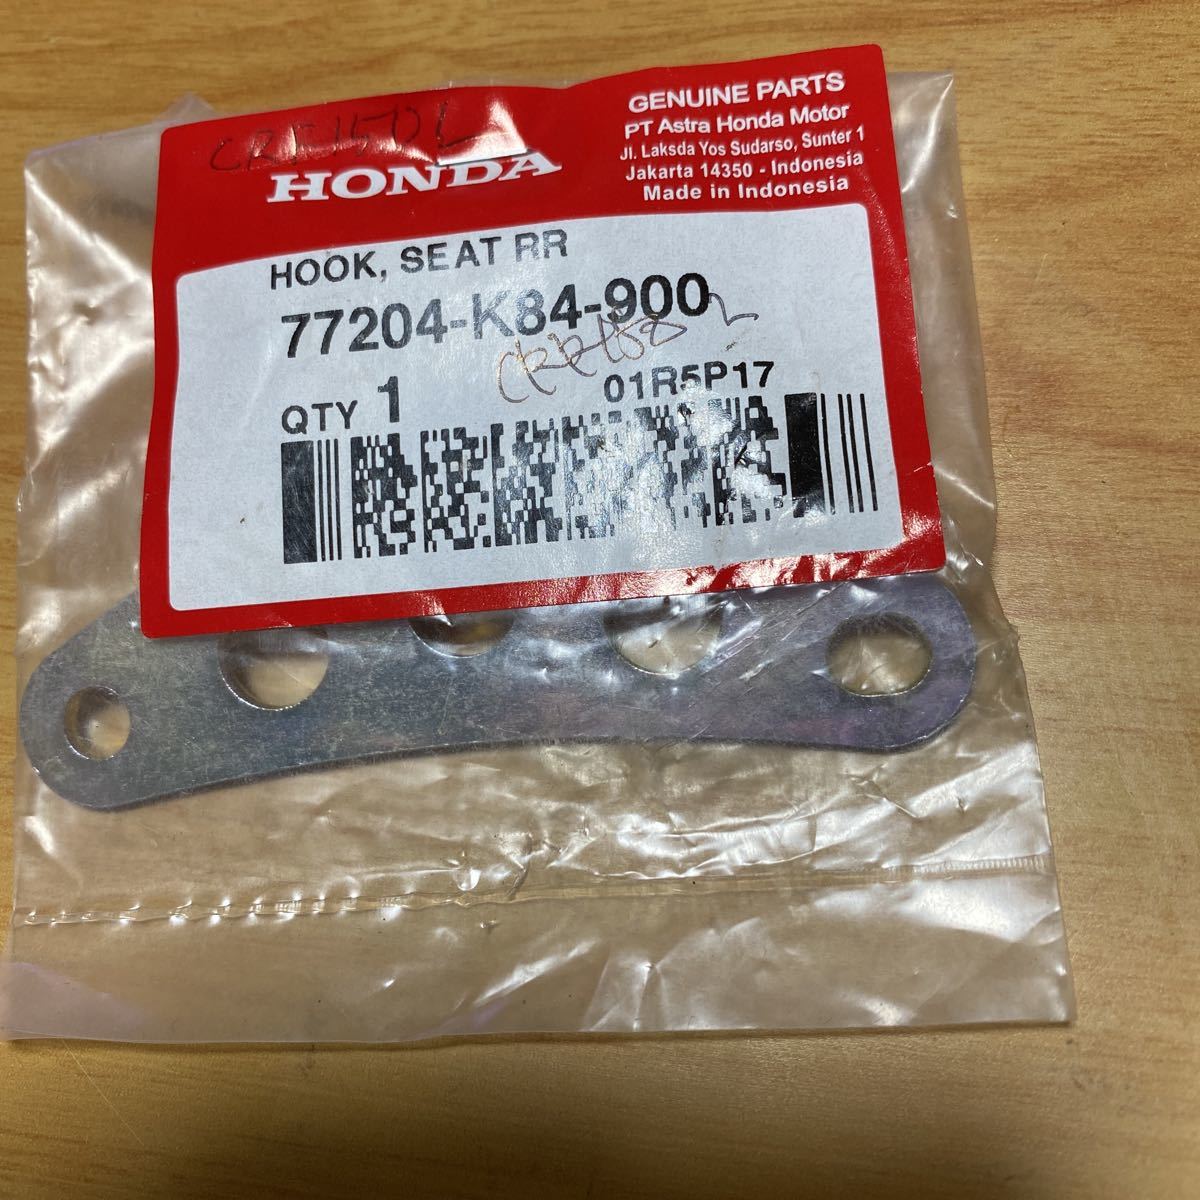 CRF150L
HONDA
GENUINE PARTS
PT Astra Honda Motor
Jl. Laksda Yos Sudarso, Sunter 1
Jakarta 14350 - Indonesia
Made in Indonesia
HOOK, SEAT RR
77204-K84-900
CRF150 L
QTY 1
01R5P17